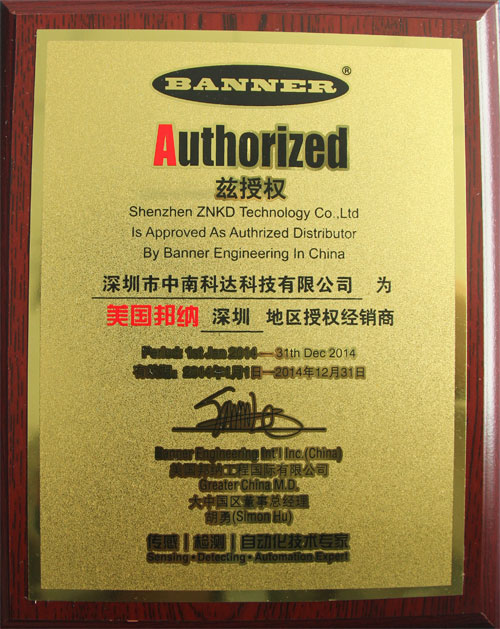 BANNER®
Authorized
兹授权
Shenzhen ZNKD Technology Co.,Ltd
Is Approved As Authrized Distributor
By Banner Engineering In China
深圳市中南科达科技有限公司 为
美国邦纳 深圳 地区授权经销商
Period: 1st Jan 2014—31th Dec 2014
有效期：2014年1月1日—2014年12月31日
Banner Engineering Int'l Inc.(China)
美国邦纳工程国际有限公司
Greater China M.D.
大中国区董事总经理
胡勇(Simon Hu)
传感｜检测｜自动化技术专家
Sensing•Detecting•Automation Expert